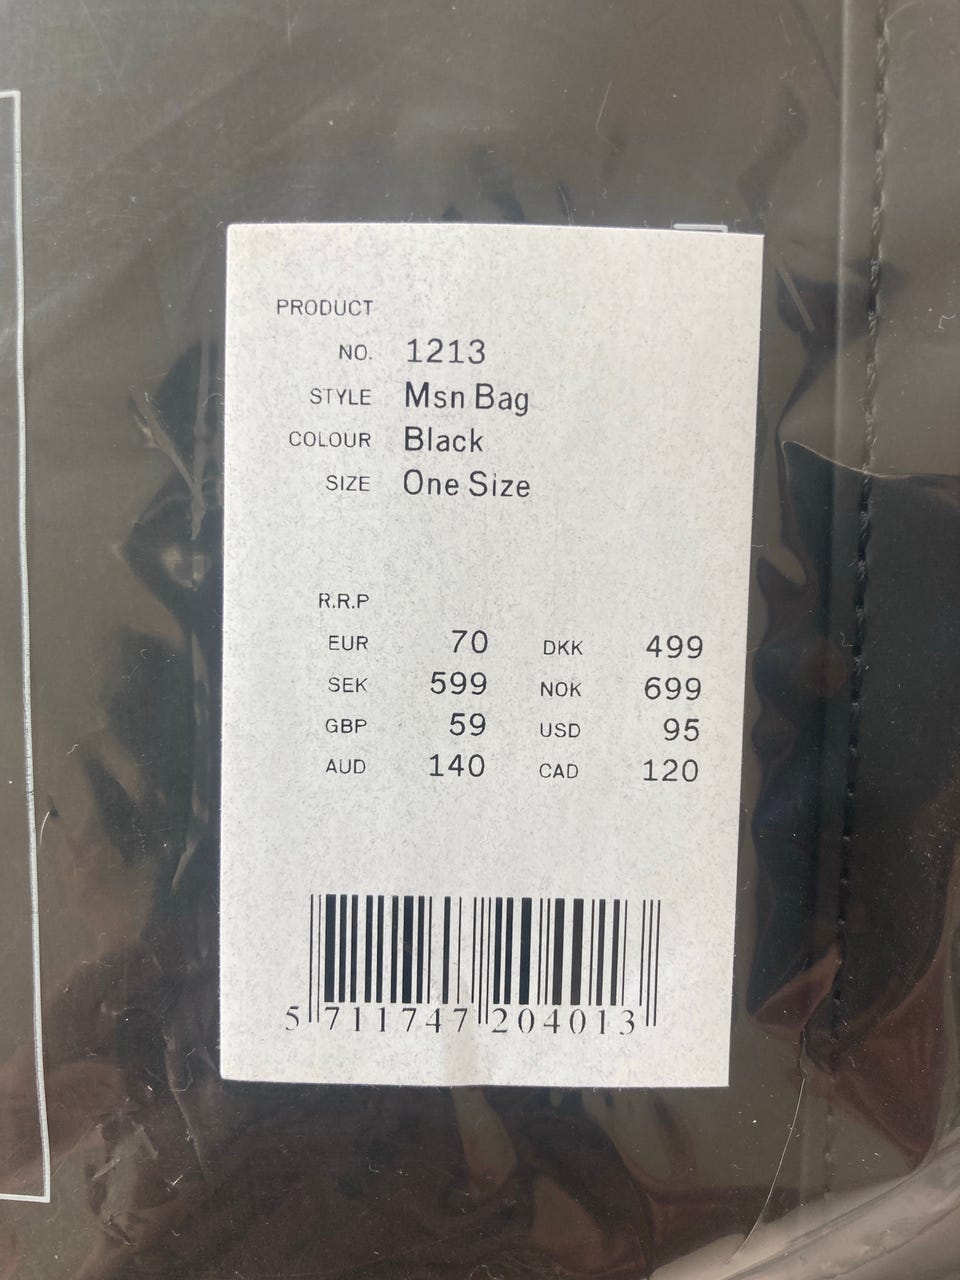 PRODUCT
NO. 1213
STYLE Msn Bag
COLOUR Black
SIZE One Size
R.R.P
EUR 70 DKK 499
SEK 599 NOK 699
GBP 59 USD 95
AUD 140 CAD 120
5 711747 204013